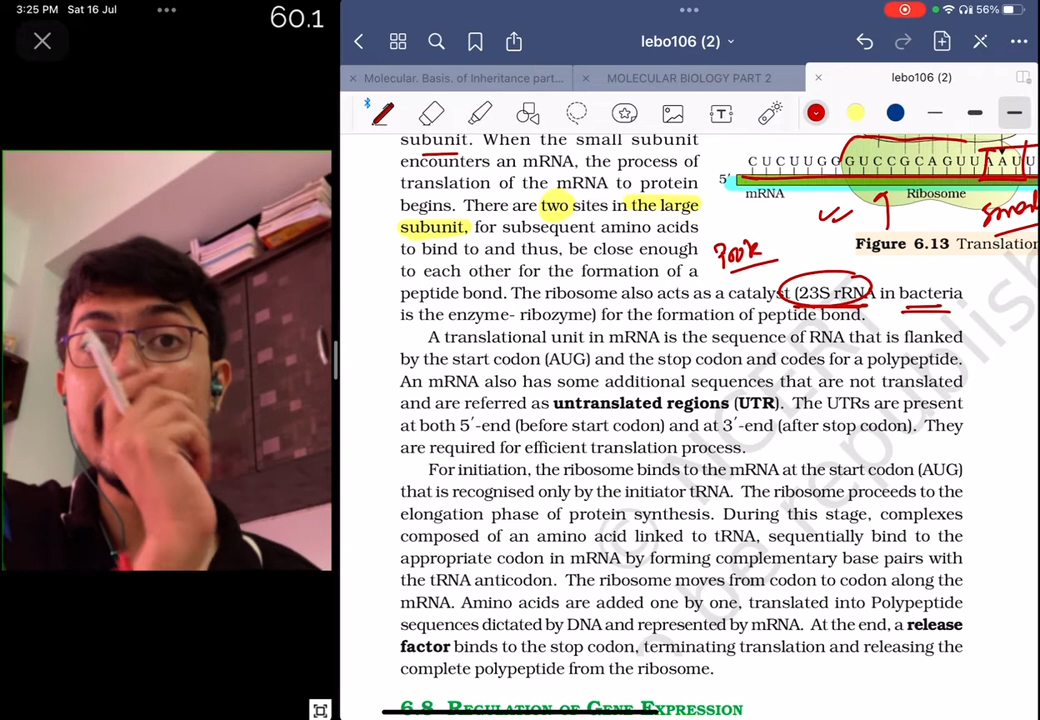 3:25 PM Sat 16 Jul
60.1
56%
lebo106 (2)
Molecular. Basis. of Inheritance part...
MOLECULAR BIOLOGY PART 2
lebo106 (2)
subunit. When the small subunit
encounters an mRNA, the process of
translation of the mRNA to protein
begins. There are two sites in the large
subunit, for subsequent amino acids
to bind to and thus, be close enough
to each other for the formation of a
peptide bond. The ribosome also acts as a catalyst (23S rRNA in bacteria
is the enzyme- ribozyme) for the formation of peptide bond.
C U C U U G G G U C C G C A G U U A A U U
5′
mRNA
Ribosome
Figure 6.13 Translation
A translational unit in mRNA is the sequence of RNA that is flanked
by the start codon (AUG) and the stop codon and codes for a polypeptide.
An mRNA also has some additional sequences that are not translated
and are referred as untranslated regions (UTR). The UTRs are present
at both 5′-end (before start codon) and at 3′-end (after stop codon). They
are required for efficient translation process.
For initiation, the ribosome binds to the mRNA at the start codon (AUG)
that is recognised only by the initiator tRNA. The ribosome proceeds to the
elongation phase of protein synthesis. During this stage, complexes
composed of an amino acid linked to tRNA, sequentially bind to the
appropriate codon in mRNA by forming complementary base pairs with
the tRNA anticodon. The ribosome moves from codon to codon along the
mRNA. Amino acids are added one by one, translated into Polypeptide
sequences dictated by DNA and represented by mRNA. At the end, a release
factor binds to the stop codon, terminating translation and releasing the
complete polypeptide from the ribosome.
6.8 REGULATION OF GENE EXPRESSION
© NCERT
be republish